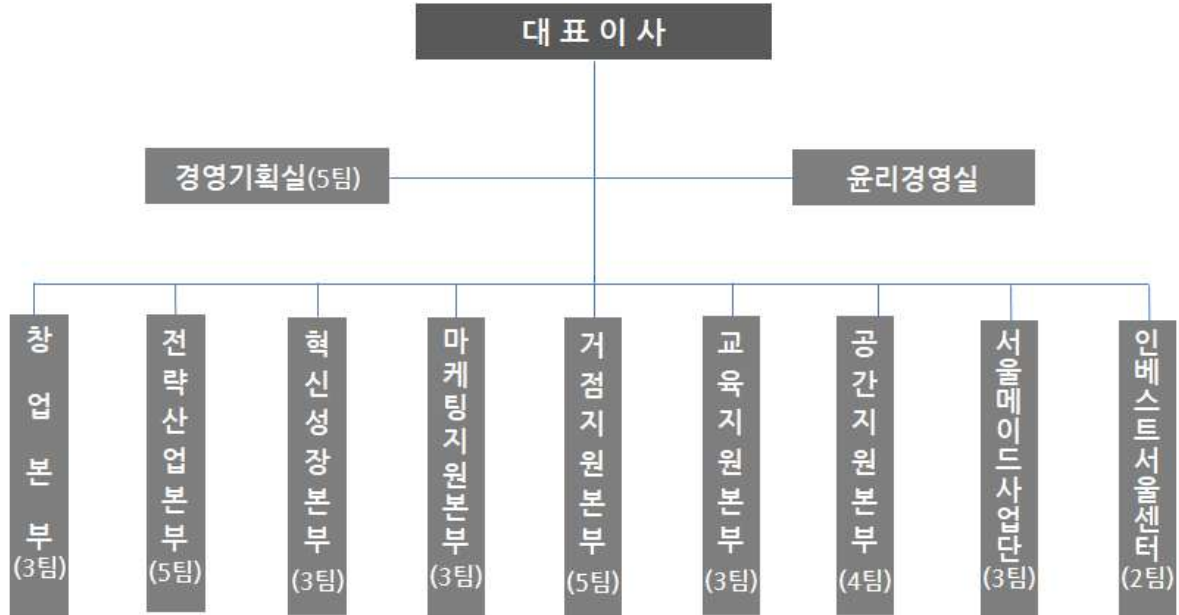 대표이사
경영기획실(5팀)
윤리경영실
창업본부
(3팀)
전략산업본부
(5팀)
혁신성장본부
(3팀)
마케팅지원본부
(3팀)
거점지원본부
(5팀)
교육지원본부
(3팀)
공간지원본부
(4팀)
서울메이드사업단
(3팀)
인베스트서울센터
(2팀)